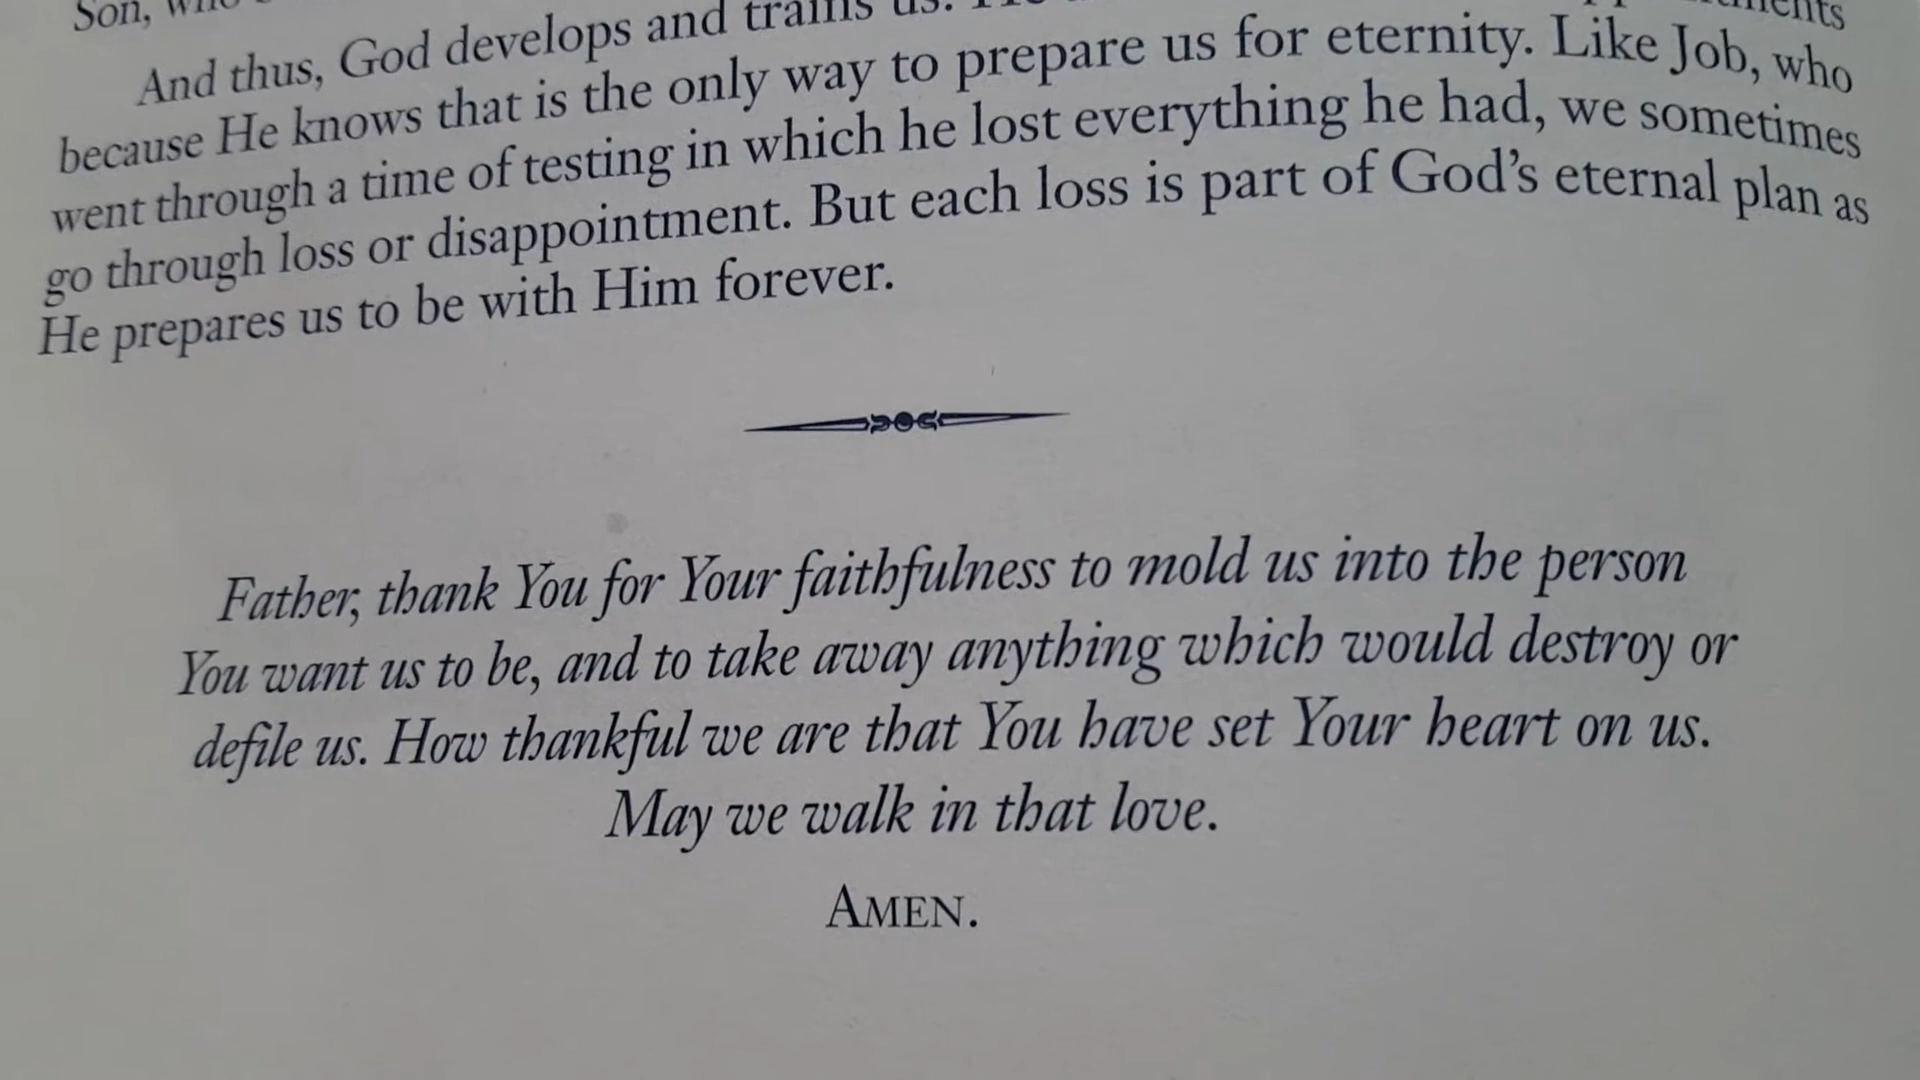 Son,
And thus, God develops and trains us.
because He knows that is the only way to prepare us for eternity. Like Job, who
went through a time of testing in which he lost everything he had, we sometimes
go through loss or disappointment. But each loss is part of God's eternal plan as
He prepares us to be with Him forever.
Father, thank You for Your faithfulness to mold us into the person
You want us to be, and to take away anything which would destroy or
defile us. How thankful we are that You have set Your heart on us.
May we walk in that love.
AMEN.